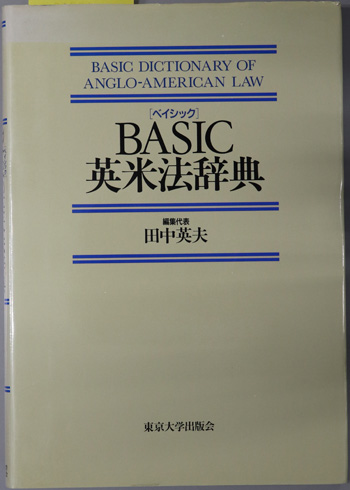 BASIC DICTIONARY OF
ANGLO-AMERICAN LAW
[ベイシック]
BASIC
英米法辞典
編集代表
田中英夫
東京大学出版会